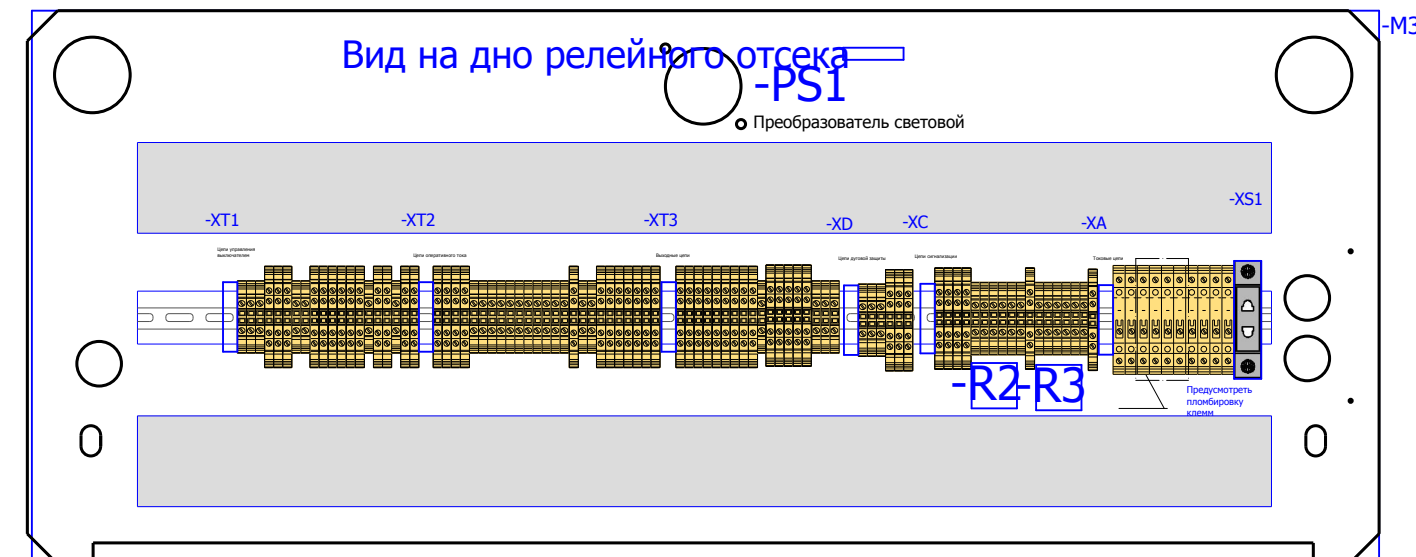 -M3
Вид на дно релейного отсека
-PS1
Преобразователь световой
-XS1
-XT1
-XT2
-XT3
-XD
-XC
-XA
Цепи управления
выключателем
Цепи оперативного тока
Выходные цепи
Цепи дуговой защиты
Цепи сигнализации
Токовые цепи
-R2
-R3
Предусмотреть
пломбировку
клемм